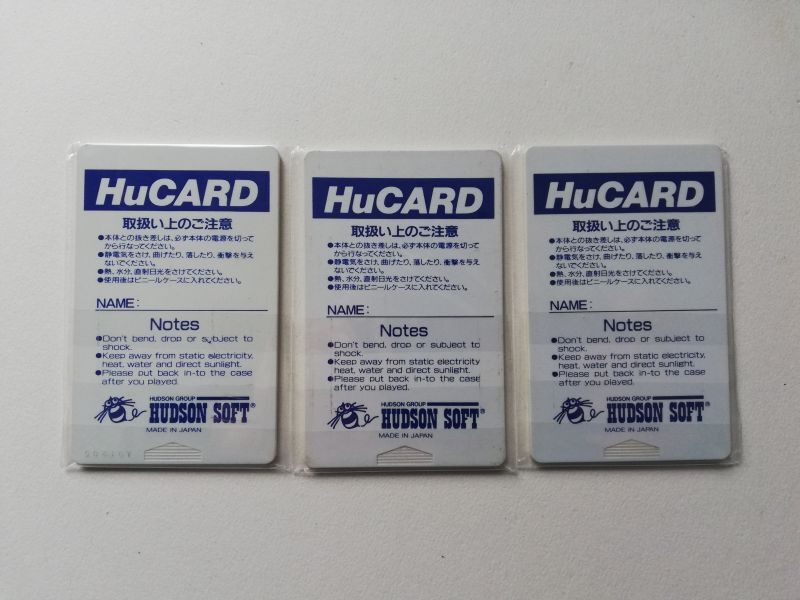 HuCARD
取扱い上のご注意
●本体との抜き差しは、必ず本体の電源を切って
から行なってください。
●静電気をさけ、曲げたり、落したり、衝撃を与え
ないでください。
●熱、水分、直射日光をさけてください。
●使用後はビニールケースに入れてください。
NAME:
Notes
●Don't bend, drop or subject to
shock.
●Keep away from static electricity,
heat, water and direct sunlight.
●Please put back in-to the case
after you played.
HUDSON GROUP
HUDSON SOFT®
MADE IN JAPAN
HuCARD
取扱い上のご注意
●本体との抜き差しは、必ず本体の電源を切って
から行なってください。
●静電気をさけ、曲げたり、落したり、衝撃を与え
ないでください。
●熱、水分、直射日光をさけてください。
●使用後はビニールケースに入れてください。
NAME:
Notes
●Don't bend, drop or subject to
shock.
●Keep away from static electricity
heat, water and direct sunlight.
●Please put back in-to the case
after you played.
HUDSON GROUP
HUDSON SOFT®
MADE IN JAPAN
HuCARD
取扱い上のご注意
●本体との抜き差しは、必ず本体の電源を切って
から行なってください。
●静電気をさけ、曲げたり、落したり、衝撃を与え
ないでください。
●熱、水分、直射日光をさけてください。
●使用後はビニールケースに入れてください。
NAME:
Notes
●Don't bend, drop or subject to
shock.
●Keep away from static electricity,
heat, water and direct sunlight.
●Please put back in-to the case
after you played.
HUDSON GROUP
HUDSON SOFT®
MADE IN JAPAN